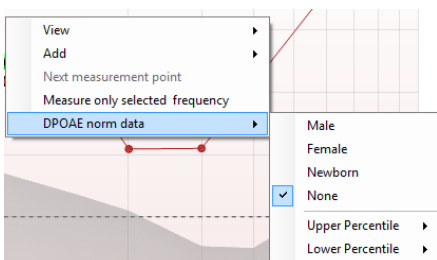 View
Add
Next measurement point
Measure only selected frequency
DPOAE norm data
Male
Female
Newborn
None
Upper Percentile
Lower Percentile